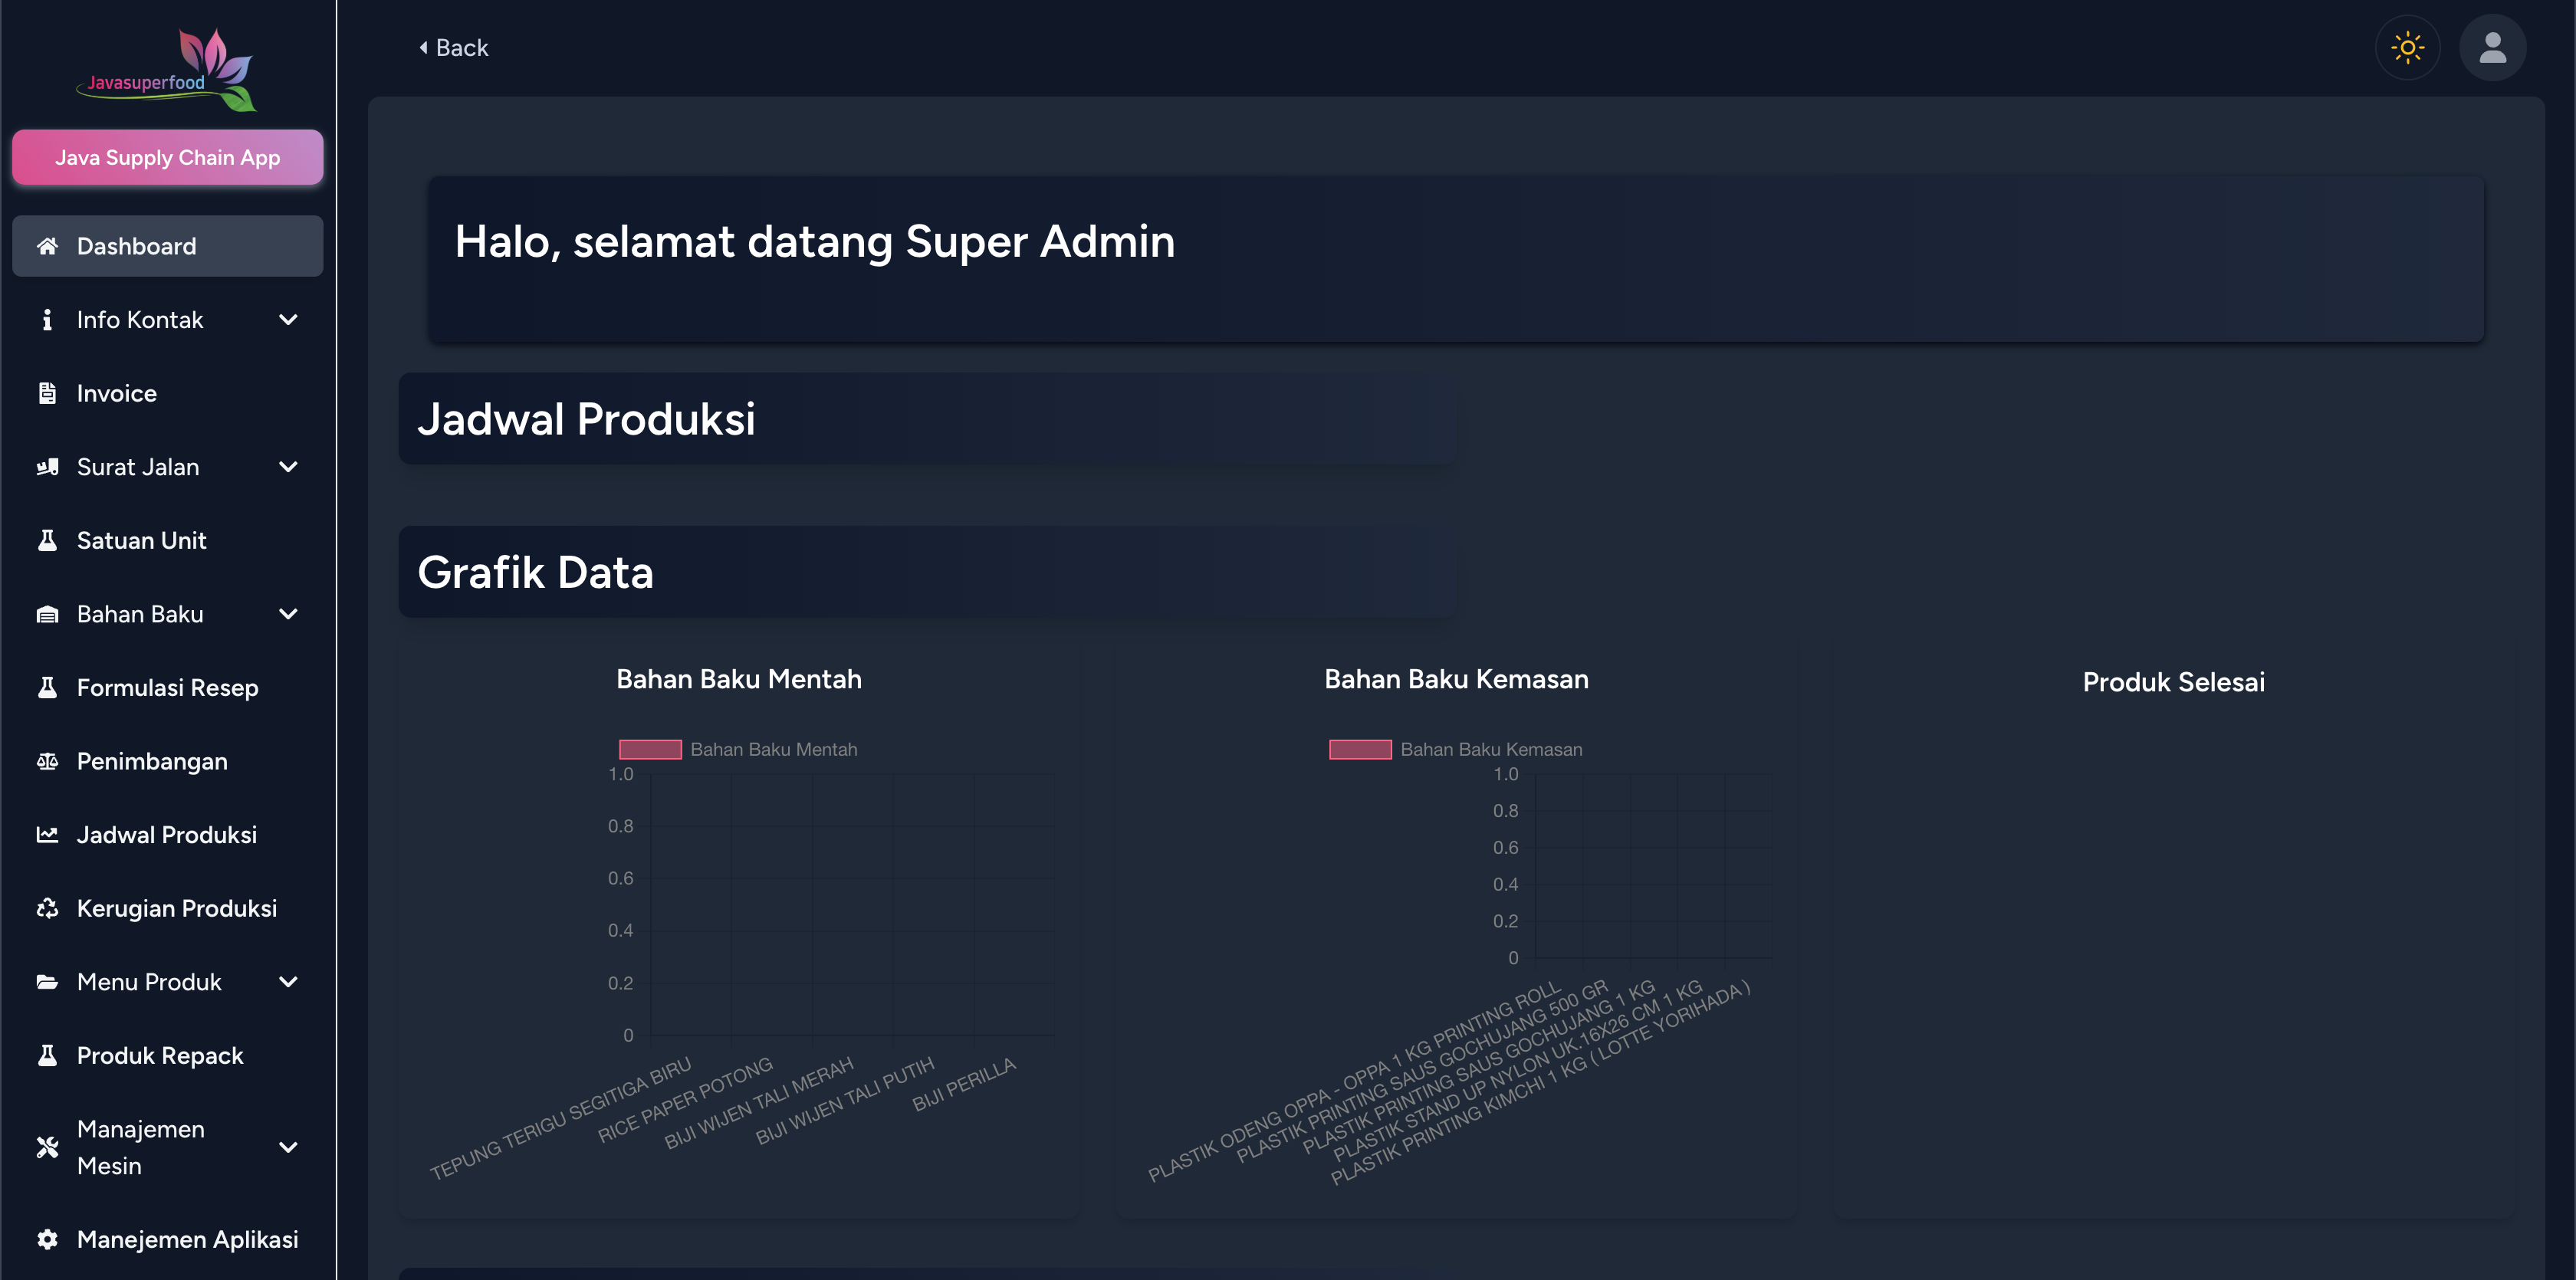 Javasuperfood
Java Supply Chain App
Dashboard
Info Kontak
Invoice
Surat Jalan
Satuan Unit
Bahan Baku
Formulasi Resep
Penimbangan
Jadwal Produksi
Kerugian Produksi
Menu Produk
Produk Repack
Manajemen
Mesin
Manejemen Aplikasi
Back
Halo, selamat datang Super Admin
Jadwal Produksi
Grafik Data
Bahan Baku Mentah
Bahan Baku Mentah
1.0
0.8
0.6
0.4
0.2
0
TEPUNG TERIGU SEGITIGA BIRU
RICE PAPER POTONG
BIJI WIJEN TALI MERAH
BIJI WIJEN TALI PUTIH
BIJI PERILLA
Bahan Baku Kemasan
Bahan Baku Kemasan
1.0
0.8
0.6
0.4
0.2
0
PLASTIK ODENG OPPA - OPPA 1 KG PRINTING ROLL
PLASTIK PRINTING SAUS GOCHUJANG 500 GR
PLASTIK PRINTING SAUS GOCHUJANG 1 KG
PLASTIK STAND UP NYLON UK.16X26 CM 1 KG
PLASTIK PRINTING KIMCHI 1 KG ( LOTTE YORIHADA )
Produk Selesai